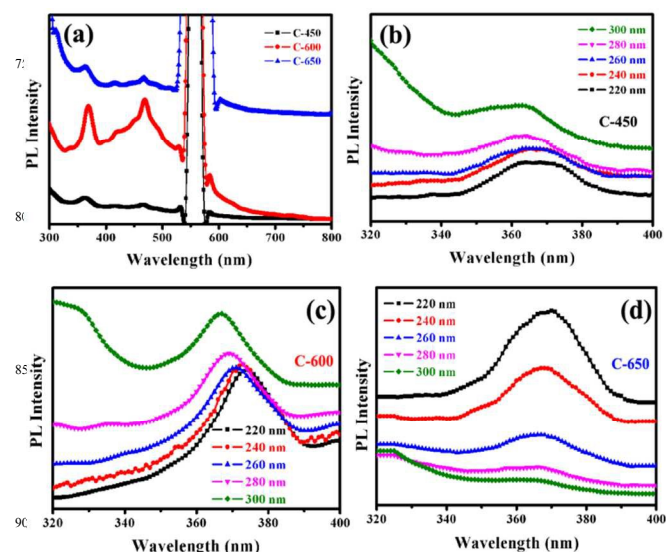 (a)
C-450
C-600
C-650
PL Intensity
300 400 500 600 700 800
Wavelength (nm)
(b)
300 nm
280 nm
260 nm
240 nm
220 nm
C-450
PL Intensity
320 340 360 380 400
Wavelength (nm)
80
(c)
C-600
220 nm
240 nm
260 nm
280 nm
300 nm
PL Intensity
320 340 360 380 400
Wavelength (nm)
85
90
(d)
220 nm
240 nm
260 nm
280 nm
300 nm
C-650
PL Intensity
320 340 360 380 400
Wavelength (nm)